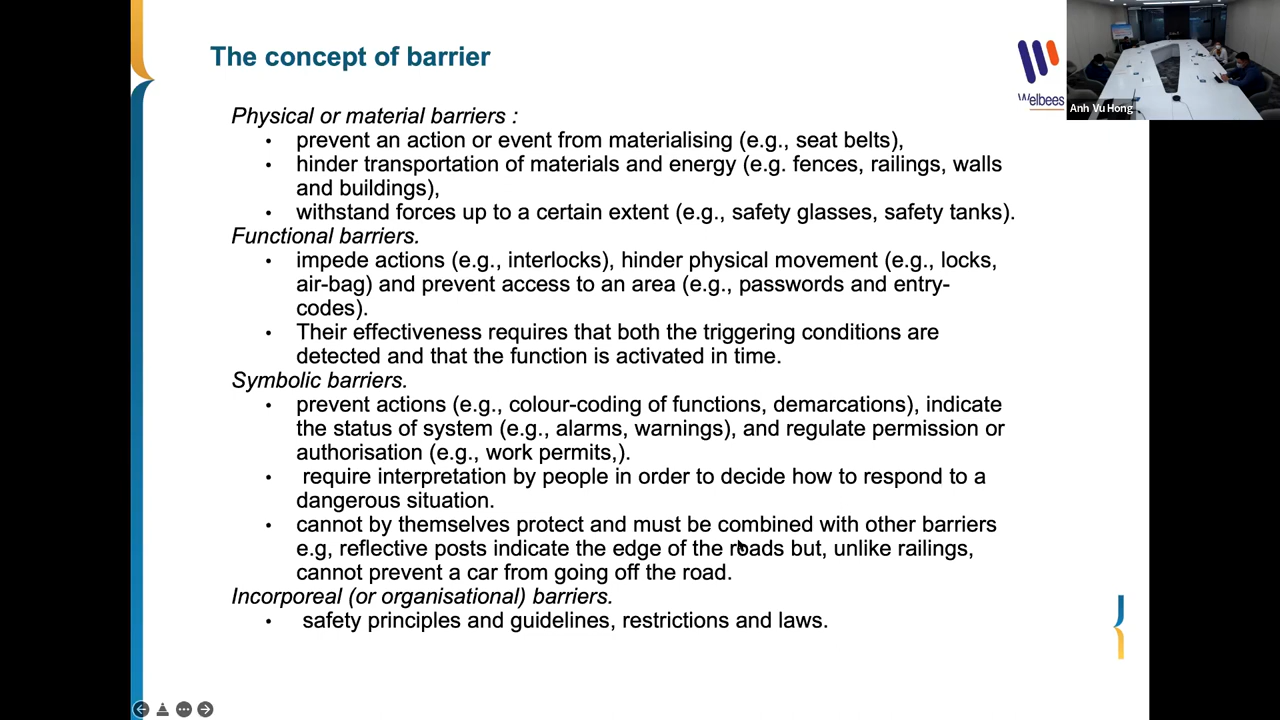 The concept of barrier
Welbees
Anh Vu Hong
Physical or material barriers :
• prevent an action or event from materialising (e.g., seat belts),
• hinder transportation of materials and energy (e.g. fences, railings, walls
and buildings),
• withstand forces up to a certain extent (e.g., safety glasses, safety tanks).
Functional barriers.
• impede actions (e.g., interlocks), hinder physical movement (e.g., locks,
air-bag) and prevent access to an area (e.g., passwords and entry-
codes).
• Their effectiveness requires that both the triggering conditions are
detected and that the function is activated in time.
Symbolic barriers.
• prevent actions (e.g., colour-coding of functions, demarcations), indicate
the status of system (e.g., alarms, warnings), and regulate permission or
authorisation (e.g., work permits,).
• require interpretation by people in order to decide how to respond to a
dangerous situation.
• cannot by themselves protect and must be combined with other barriers
e.g, reflective posts indicate the edge of the roads but, unlike railings,
cannot prevent a car from going off the road.
Incorporeal (or organisational) barriers.
• safety principles and guidelines, restrictions and laws.